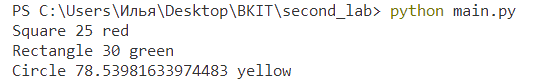 PS C:\Users\Илья\Desktop\BKIT\second_lab> python main.py
Square 25 red
Rectangle 30 green
Circle 78.53981633974483 yellow